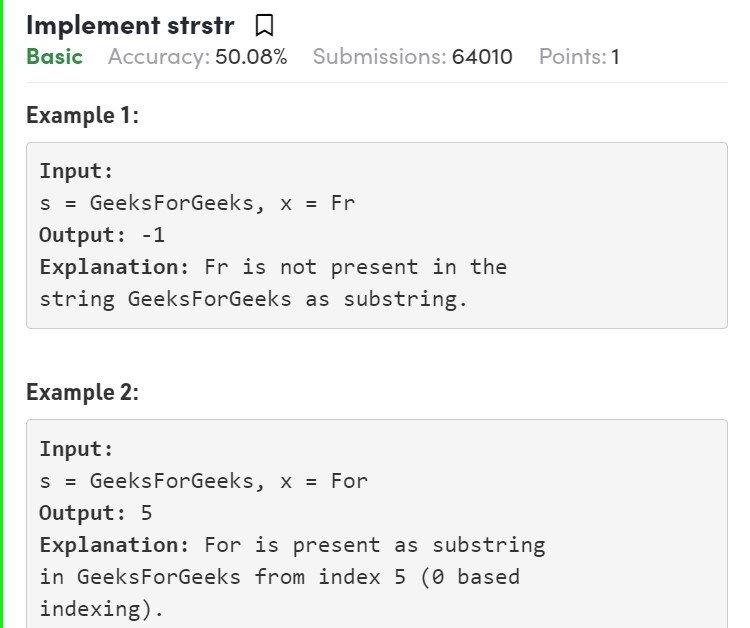 Implement strstr
Basic Accuracy: 50.08% Submissions: 64010 Points: 1
Example 1:
Input:
s = GeeksForGeeks, x = Fr
Output: -1
Explanation: Fr is not present in the
string GeeksForGeeks as substring.
Example 2:
Input:
s = GeeksForGeeks, x = For
Output: 5
Explanation: For is present as substring
in GeeksForGeeks from index 5 (0 based
indexing).